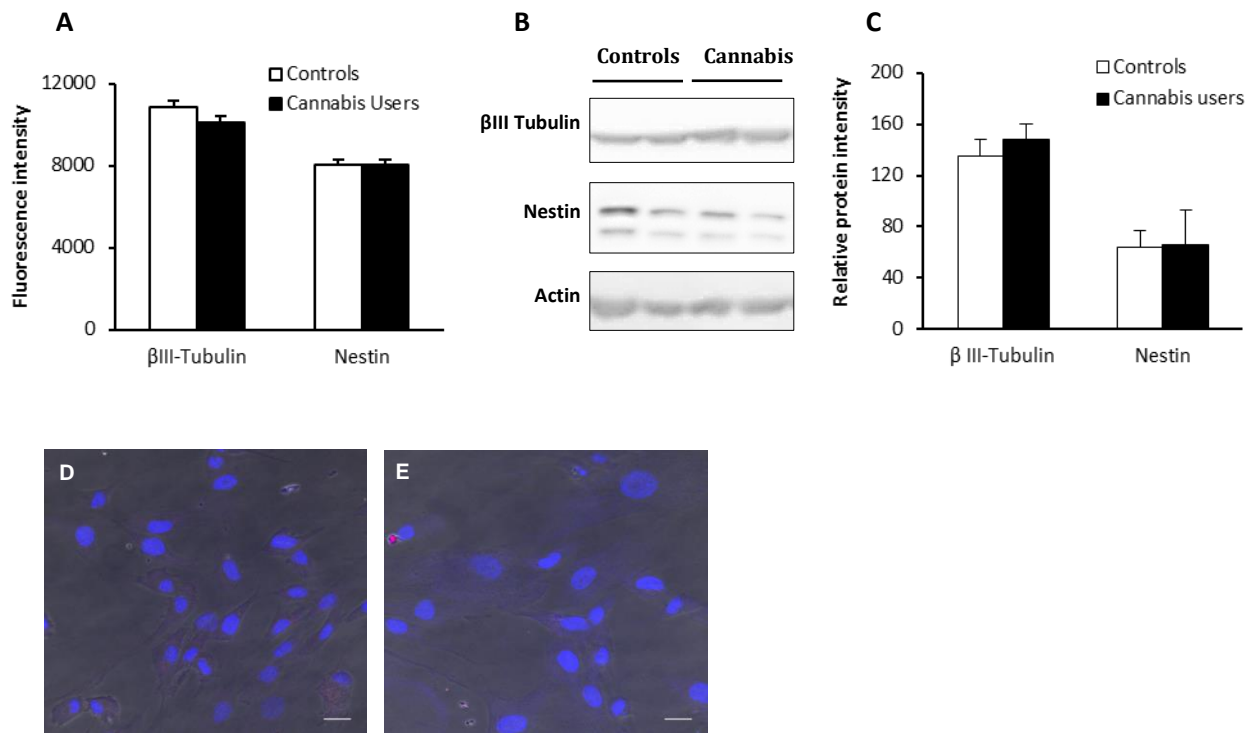 A
Controls
Cannabis Users
12000
8000
4000
0
Fluorescence intensity
βIII-Tubulin
Nestin
B
Controls
Cannabis
βIII Tubulin
Nestin
Actin
C
Controls
Cannabis users
200
160
120
80
40
0
Relative protein intensity
β III-Tubulin
Nestin
D
E